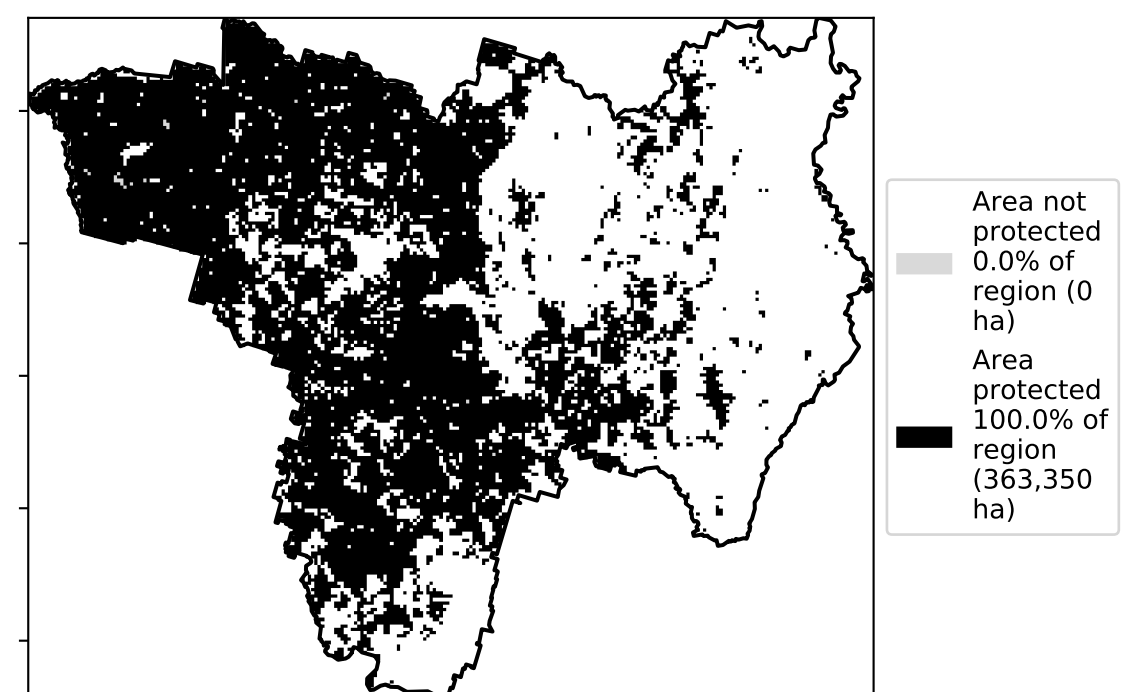 Area not
protected
0.0% of
region (0
ha)
Area
protected
100.0% of
region
(363,350
ha)